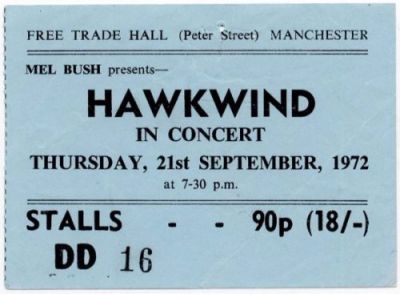 FREE TRADE HALL (Peter Street) MANCHESTER
MEL BUSH presents—
HAWKWIND
IN CONCERT
THURSDAY, 21st SEPTEMBER, 1972
at 7-30 p.m.
STALLS - - 90p (18/-)
DD 16